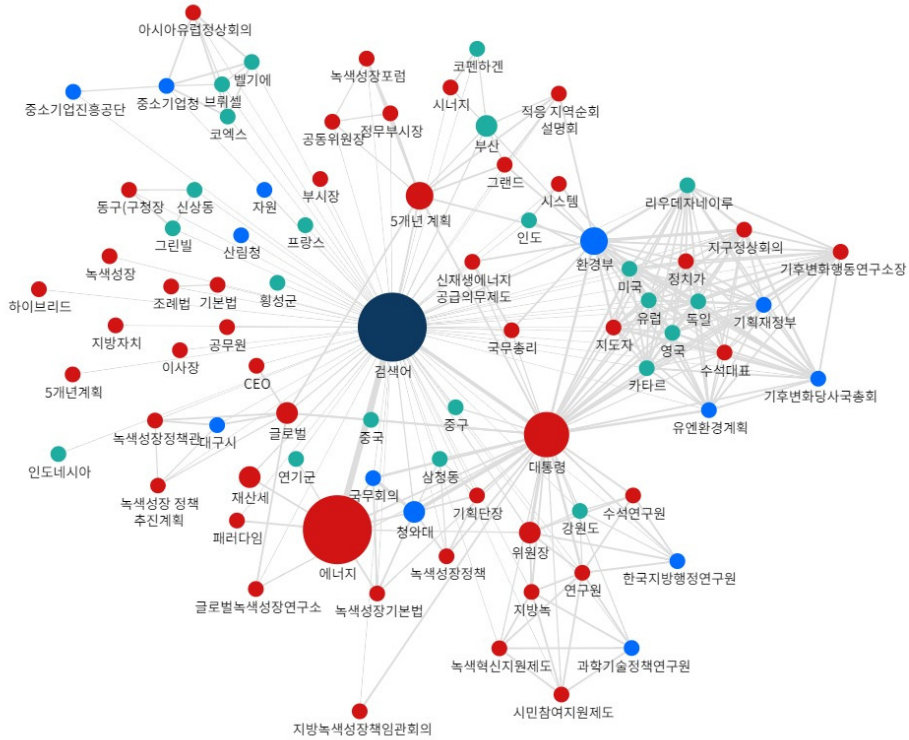 아시아유럽정상회의
벨기에
중소기업진흥공단
중소기업청
브뤼셀
코엑스
녹색성장포럼
공동위원장
정무부시장
코펜하겐
시너지
부산
적응 지역순회
설명회
그랜드
시스템
5개년 계획
인도
환경부
리우데자네이루
지구정상회의
기후변화행동연구소장
미국
정치가
유럽
독일
기획재정부
영국
지도자
카타르
수석대표
기후변화당사국총회
유엔환경계획
동구(구청장
신상동
자원
부시장
그린빌
산림청
프랑스
녹색성장
신재생에너지
공급의무제도
하이브리드
조례법
기본법
횡성군
지방자치
공무원
국무총리
이사장
검색어
5개년계획
CEO
녹색성장정책관
대구시
글로벌
중국
중구
대통령
인도네시아
연기군
삼청동
녹색성장 정책
추진계획
재산세
국무회의
기획단장
수석연구원
패러다임
청와대
위원장
강원도
에너지
녹색성장정책
연구원
한국지방행정연구원
글로벌녹색성장연구소
녹색성장기본법
지방녹
녹색혁신지원제도
과학기술정책연구원
시민참여지원제도
지방녹색성장책임관회의